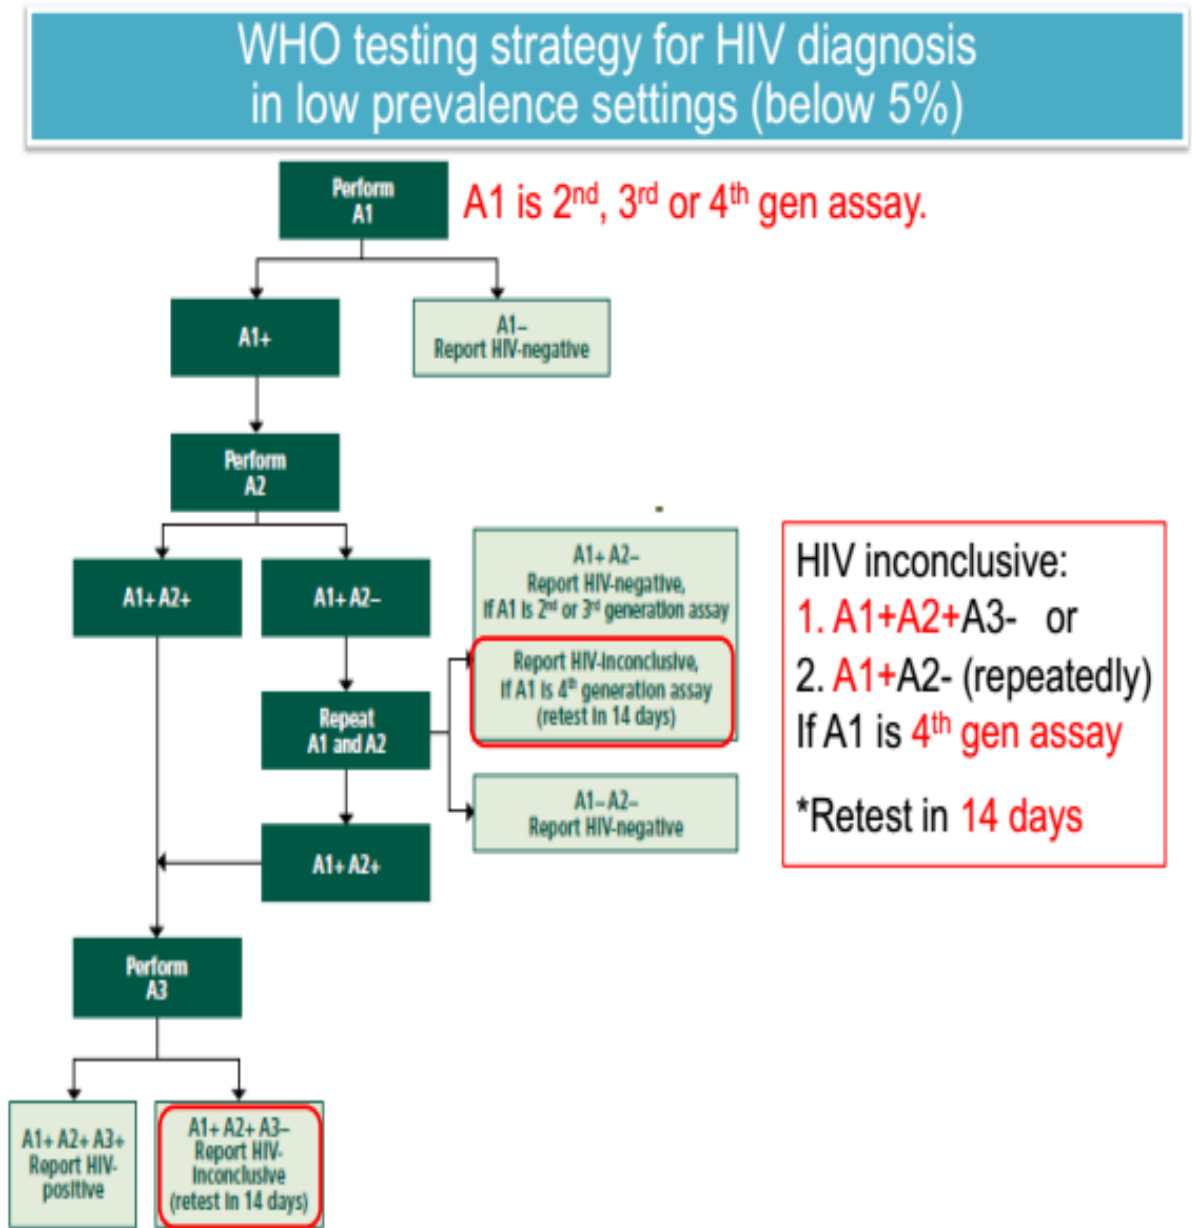 WHO testing strategy for HIV diagnosis
in low prevalence settings (below 5%)
Perform
A1
A1 is 2nd, 3rd or 4th gen assay.
A1+
A1–
Report HIV-negative
Perform
A2
A1+ A2+
A1+ A2–
A1+ A2–
Report HIV-negative,
If A1 is 2nd or 3rd generation assay
Report HIV-Inconclusive,
If A1 is 4th generation assay
(retest in 14 days)
Repeat
A1 and A2
A1– A2–
Report HIV-negative
A1+ A2+
HIV inconclusive:
1. A1+A2+A3- or
2. A1+A2- (repeatedly)
If A1 is 4th gen assay
*Retest in 14 days
Perform
A3
A1+ A2+ A3+
Report HIV-
positive
A1+ A2+ A3–
Report HIV-
Inconclusive
(retest in 14 days)